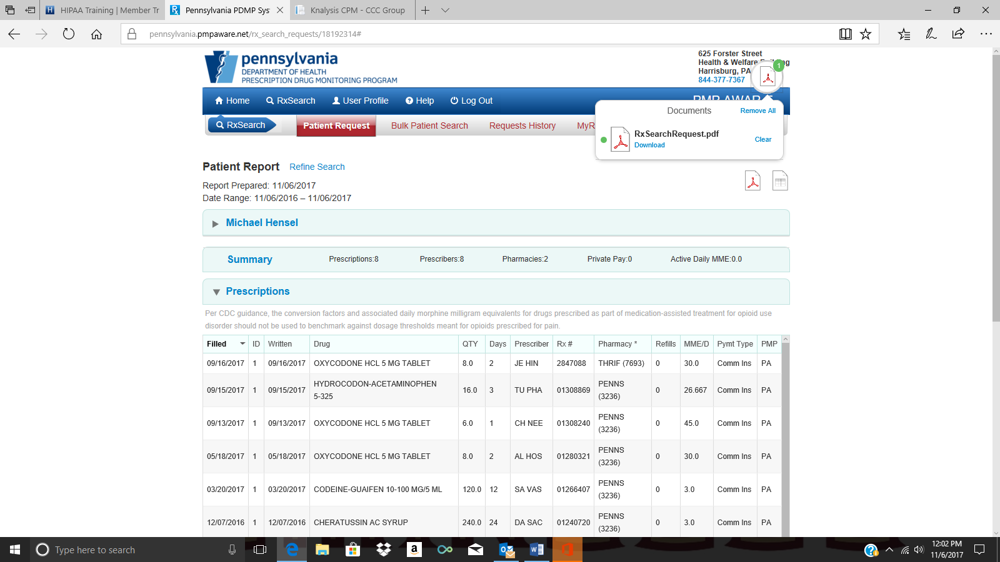 HIPAA Training | Member Tr
Pennsylvania PDMP Sys
Knalysis CPM - CCC Group
pennsylvania.pmpaware.net/rx_search_requests/18192314#
pennsylvania
DEPARTMENT OF HEALTH
PRESCRIPTION DRUG MONITORING PROGRAM
625 Forster Street
Health & Welfare
Harrisburg, PA
844-377-7367
1
Home RxSearch User Profile Help Log Out
RxSearch Patient Request Bulk Patient Search Requests History MyR
Documents Remove All
RxSearchRequest.pdf
Download Clear
Patient Report Refine Search
Report Prepared: 11/06/2017
Date Range: 11/06/2016 – 11/06/2017
Michael Hensel
Summary Prescriptions:8 Prescribers:8 Pharmacies:2 Private Pay:0 Active Daily MME:0.0
Prescriptions
Per CDC guidance, the conversion factors and associated daily morphine milligram equivalents for drugs prescribed as part of medication-assisted treatment for opioid use
disorder should not be used to benchmark against dosage thresholds meant for opioids prescribed for pain.
Filled ID Written Drug QTY Days Prescriber Rx # Pharmacy * Refills MME/D Pymt Type PMP
09/16/2017 1 09/16/2017 OXYCODONE HCL 5 MG TABLET 8.0 2 JE HIN 2847088 THRIF (7693) 0 30.0 Comm Ins PA
09/15/2017 1 09/15/2017 HYDROCODON-ACETAMINOPHEN 5-325 16.0 3 TU PHA 01308869 PENNS (3236) 0 26.667 Comm Ins PA
09/13/2017 1 09/13/2017 OXYCODONE HCL 5 MG TABLET 6.0 1 CH NEE 01308240 PENNS (3236) 0 45.0 Comm Ins PA
05/18/2017 1 05/18/2017 OXYCODONE HCL 5 MG TABLET 8.0 2 AL HOS 01280321 PENNS (3236) 0 30.0 Comm Ins PA
03/20/2017 1 03/20/2017 CODEINE-GUAIFEN 10-100 MG/5 ML 120.0 12 SA VAS 01266407 PENNS (3236) 0 3.0 Comm Ins PA
12/07/2016 1 12/07/2016 CHERATUSSIN AC SYRUP 240.0 24 DA SAC 01240720 PENNS (3236) 0 3.0 Comm Ins PA
Type here to search
12:02 PM
11/6/2017